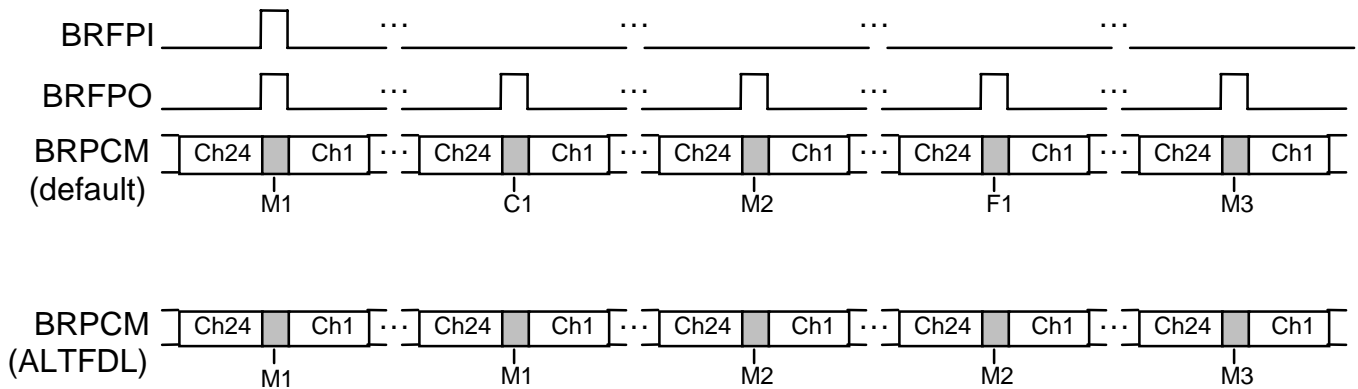 BRFPI ... ... ... ...
BRFPO ... ... ... ...
BRPCM (default) Ch24 Ch1 ... Ch24 Ch1 ... Ch24 Ch1 ... Ch24 Ch1 ... Ch24 Ch1
M1 C1 M2 F1 M3
BRPCM (ALTFDL) Ch24 Ch1 ... Ch24 Ch1 ... Ch24 Ch1 ... Ch24 Ch1 ... Ch24 Ch1
M1 M1 M2 M2 M3